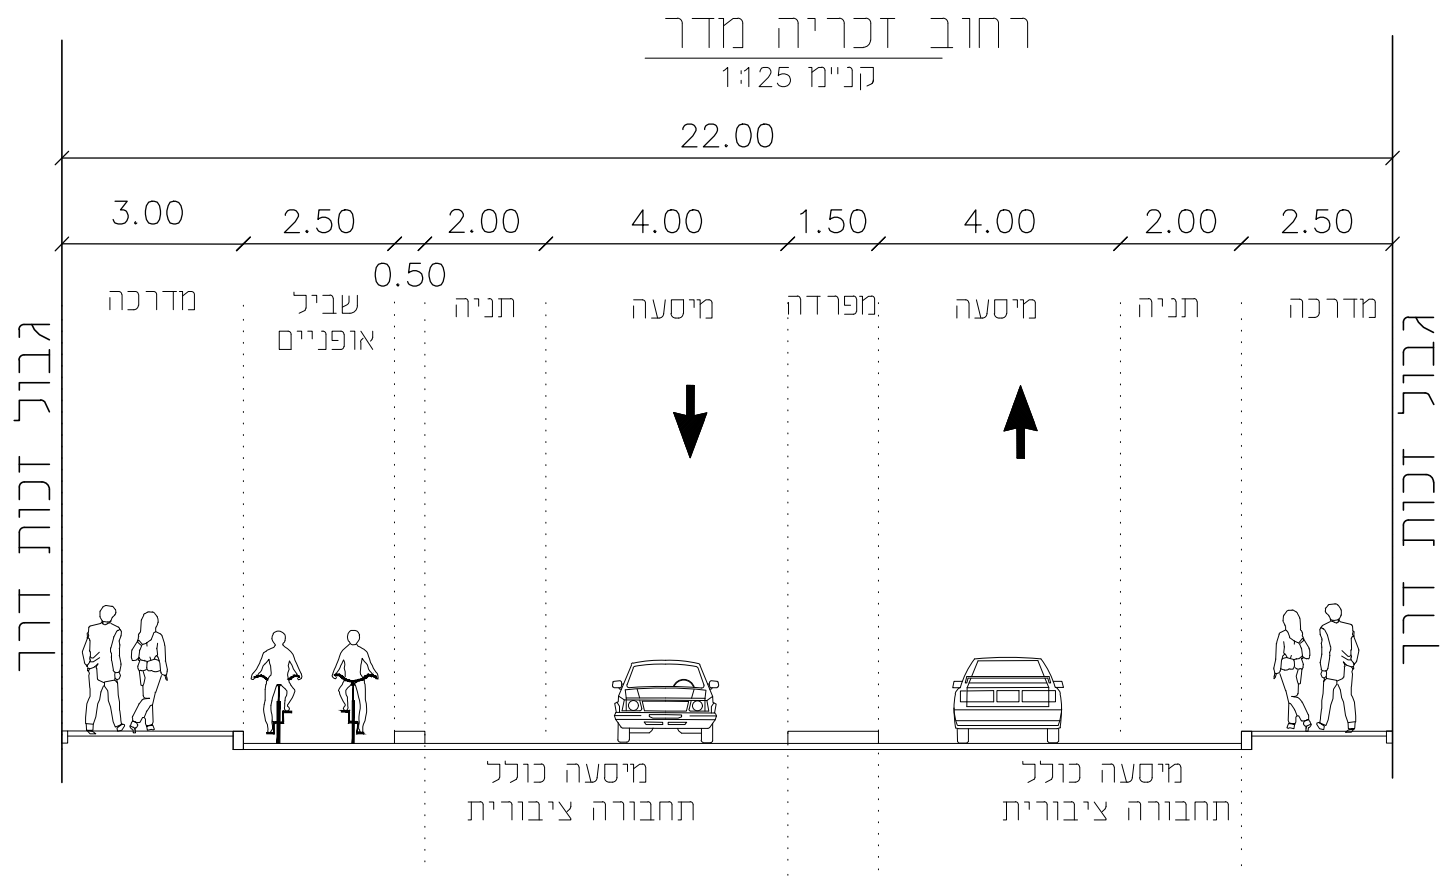 רחוב זכריה מדר
קנ"מ 1:125
22.00
3.00
2.50
0.50
2.00
4.00
1.50
4.00
2.00
2.50
מדרכה
שביל
אופניים
תניה
מיסעה
מפרדה
מיסעה
תניה
מדרכה
גבול זכות דרך
גבול זכות דרך
מיסעה כולל
תחבורה ציבורית
מיסעה כולל
תחבורה ציבורית